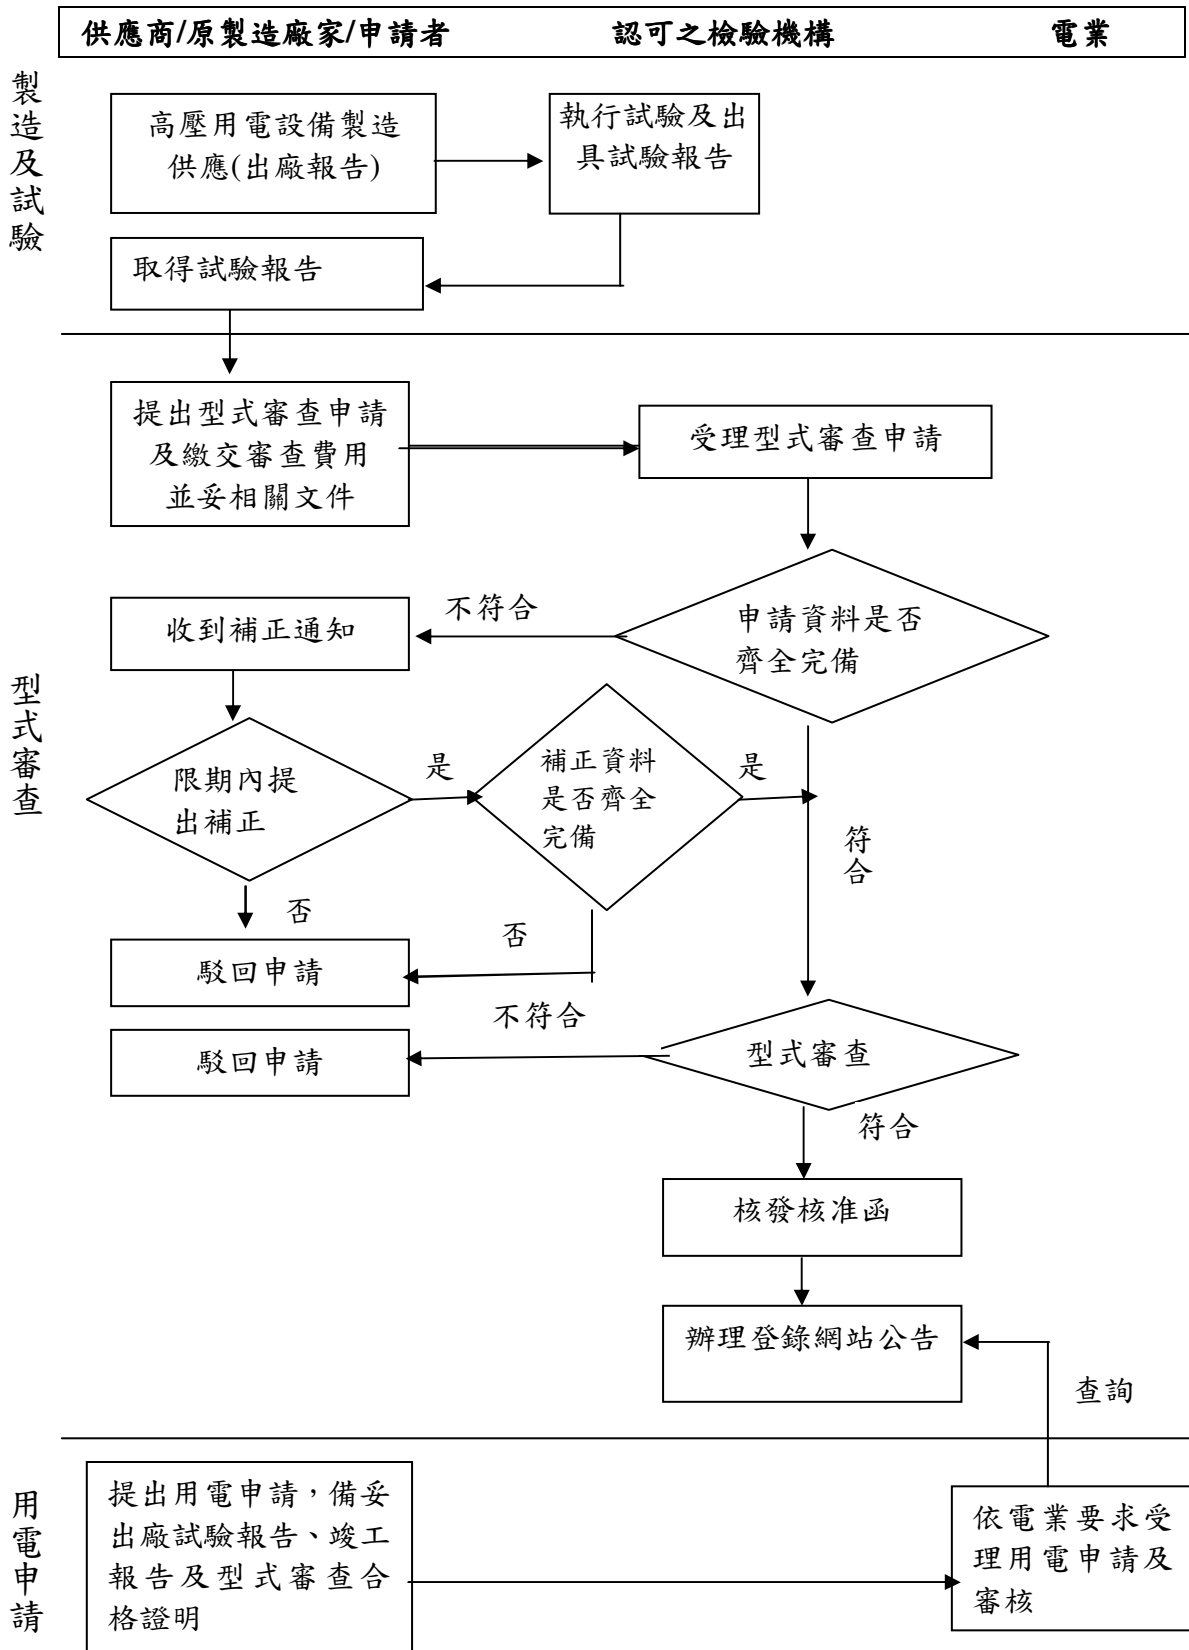 供應商/原製造廠家/申請者 認可之檢驗機構 電業
製造及試驗
高壓用電設備製造
供應(出廠報告)
執行試驗及出
具試驗報告
取得試驗報告
型式審查
提出型式審查申請
及繳交審查費用
並妥相關文件
受理型式審查申請
申請資料是否
齊全完備
不符合
收到補正通知
限期內提
出補正
是
補正資料
是否齊全
完備
是
符合
否
否
駁回申請
不符合
駁回申請
型式審查
符合
核發核准函
辦理登錄網站公告
查詢
用電申請
提出用電申請，備妥
出廠試驗報告、竣工
報告及型式審查合
格證明
依電業要求受
理用電申請及
審核